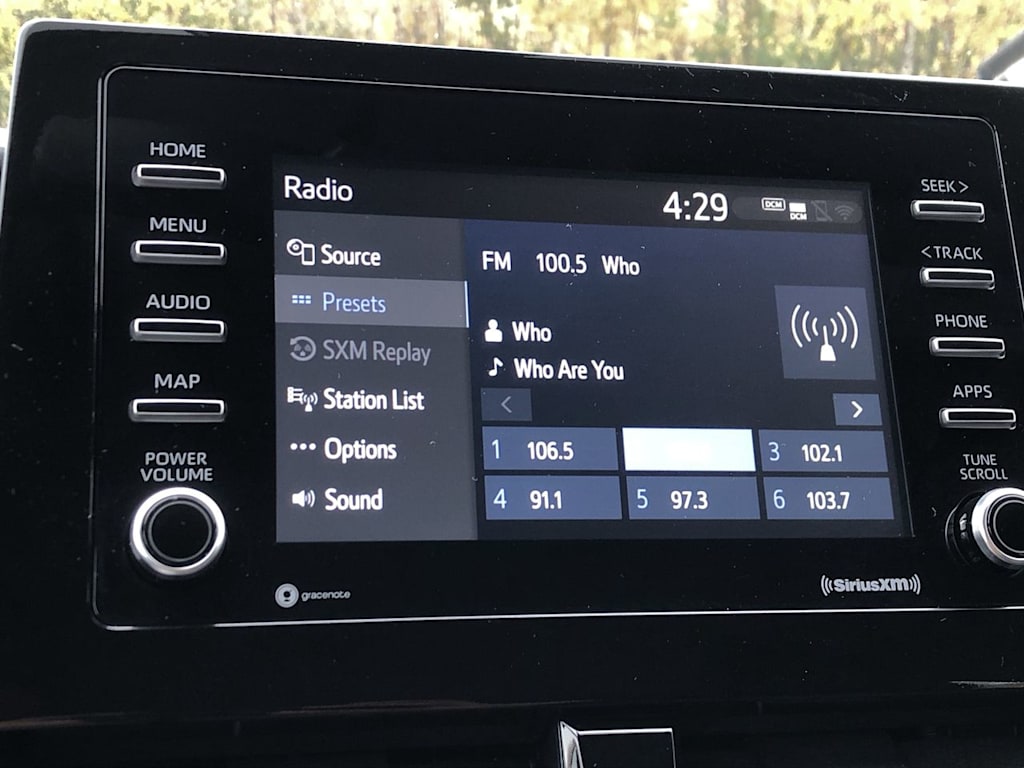 HOME
MENU
AUDIO
MAP
POWER
VOLUME
Radio
4:29
DCM
DCM
Source
Presets
SXM Replay
Station List
Options
Sound
FM 100.5 Who
Who
Who Are You
<
>
1 106.5
3 102.1
4 91.1
5 97.3
6 103.7
SEEK >
< TRACK
PHONE
APPS
TUNE
SCROLL
g gracenote
((SiriusXM))